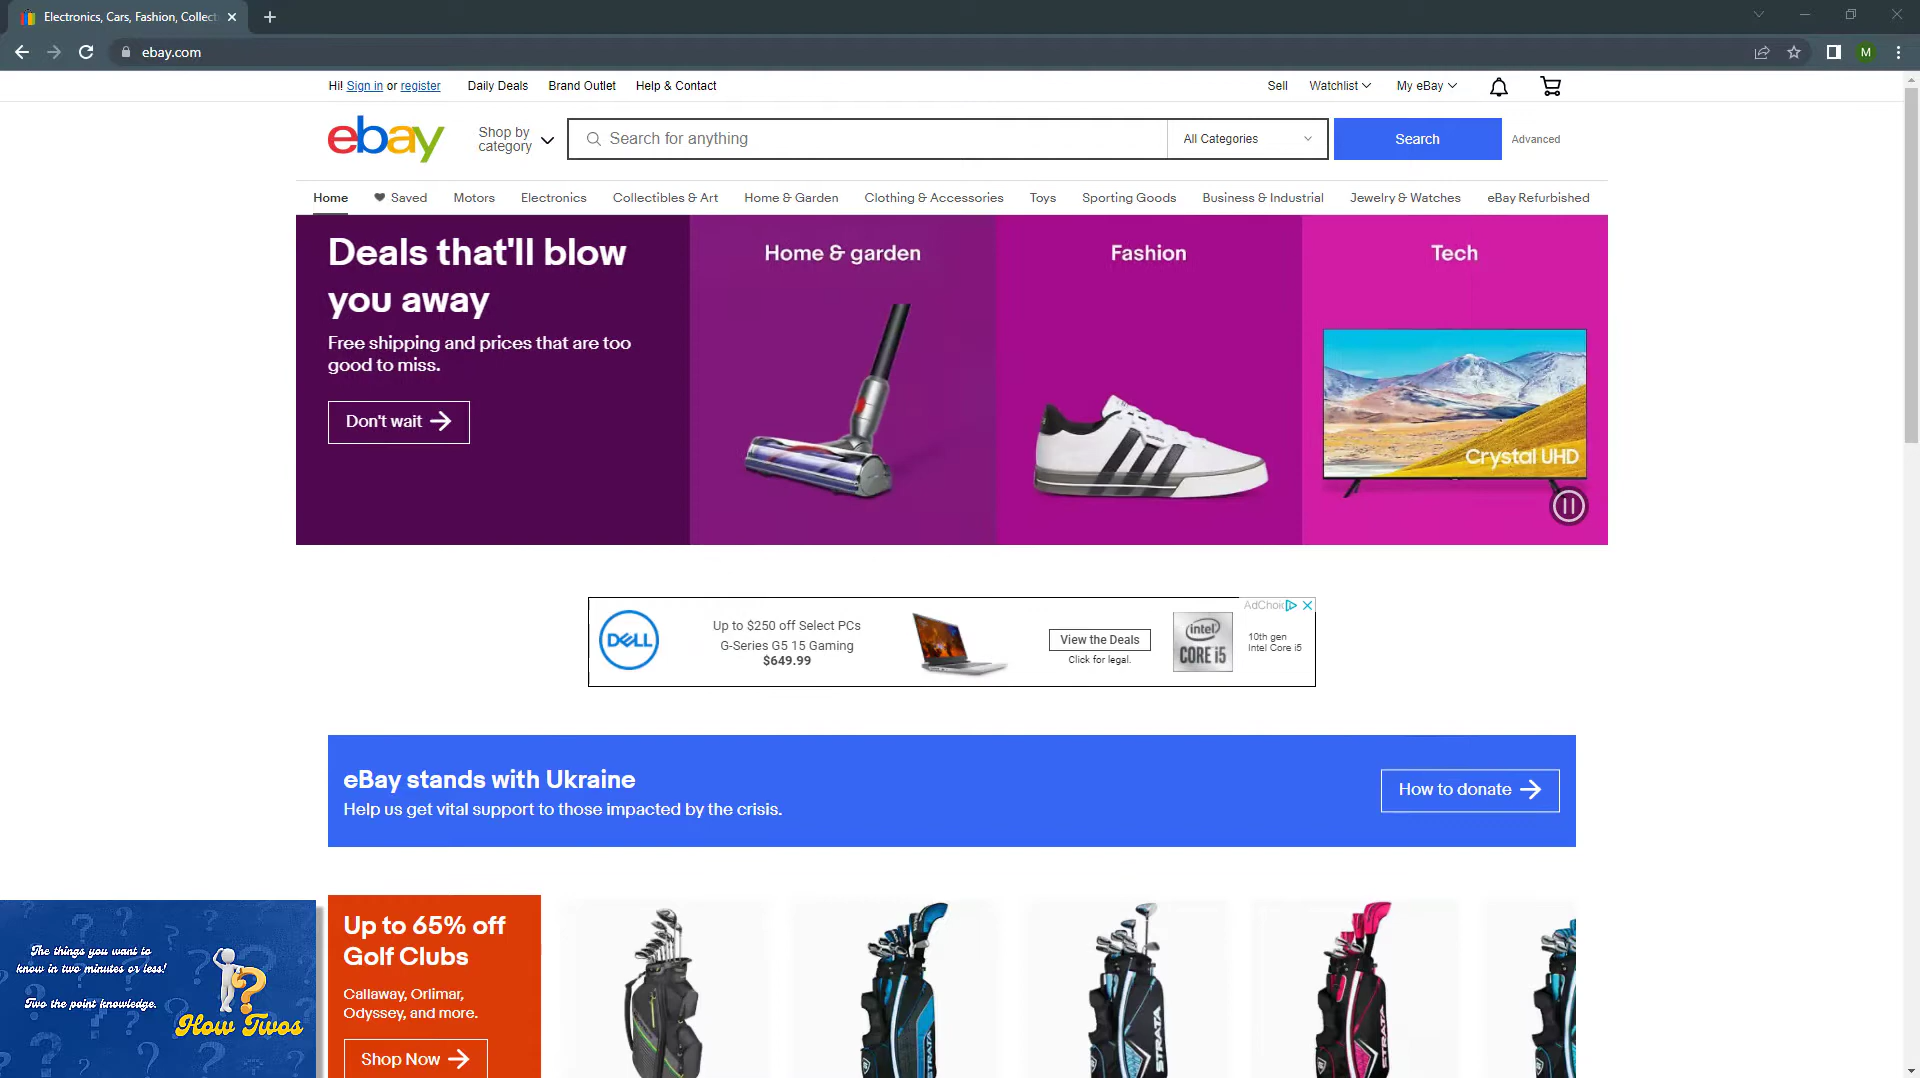 Electronics, Cars, Fashion, Collect
ebay.com
M
Hi! Sign in or register
Daily Deals
Brand Outlet
Help & Contact
Sell
Watchlist
My eBay
ebay
Shop by
category
Search for anything
All Categories
Search
Advanced
Home
Saved
Motors
Electronics
Collectibles & Art
Home & Garden
Clothing & Accessories
Toys
Sporting Goods
Business & Industrial
Jewelry & Watches
eBay Refurbished
Deals that'll blow
you away
Free shipping and prices that are too
good to miss.
Don't wait
Home & garden
Fashion
Tech
Crystal UHD
DELL
Up to $250 off Select PCs
G-Series G5 15 Gaming
$649.99
View the Deals
Click for legal.
intel
CORE i5
10th gen
Intel Core i5
AdChoic
eBay stands with Ukraine
Help us get vital support to those impacted by the crisis.
How to donate
Up to 65% off
Golf Clubs
Callaway, Orlimar,
Odyssey, and more.
Shop Now
STRATA
STRATA
STRATA
The things you want to
know in two minutes or less!
Two the point knowledge.
How Twos